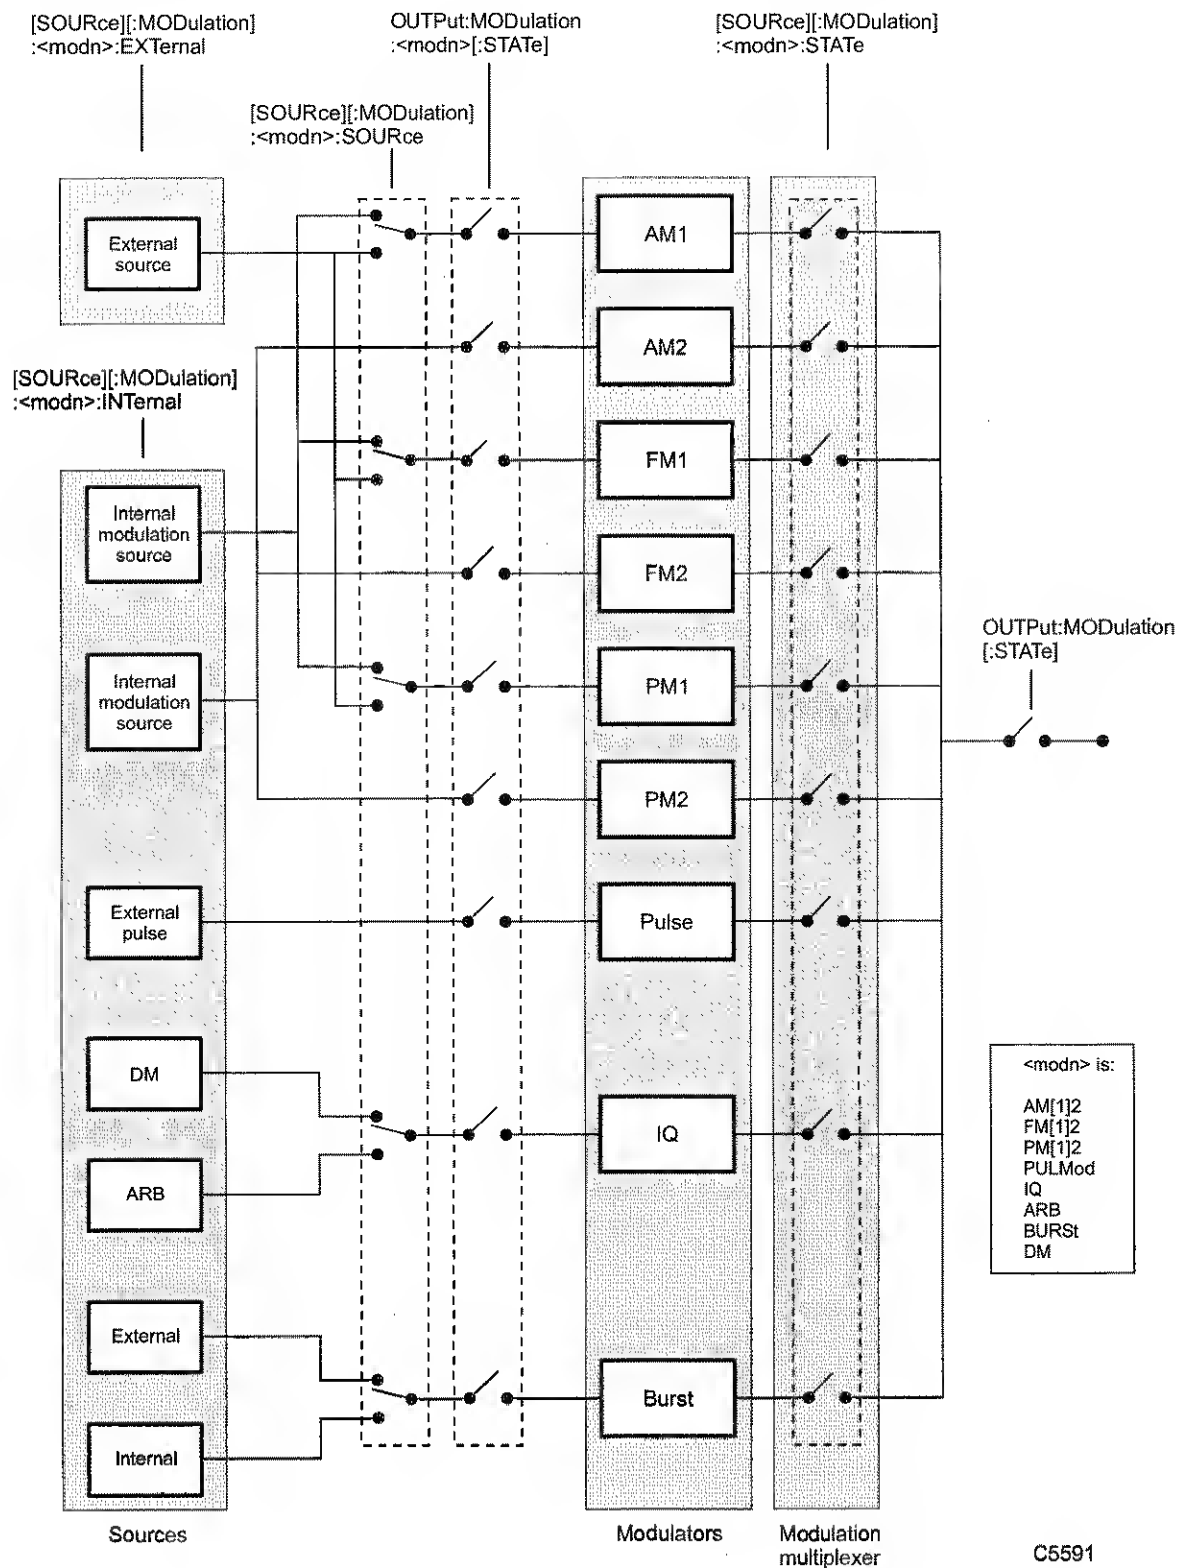 [SOURce][:MODulation]
:<modn>:EXTernal
OUTPut:MODulation
:<modn>[:STATe]
[SOURce][:MODulation]
:<modn>:STATe
[SOURce][:MODulation]
:<modn>:SOURce
External
source
AM1
AM2
[SOURce][:MODulation]
:<modn>:INTernal
FM1
Internal
modulation
source
FM2
OUTPut:MODulation
[:STATe]
Internal
modulation
source
PM1
PM2
External
pulse
Pulse
DM
IQ
ARB
<modn> is:
AM[1]2
FM[1]2
PM[1]2
PULMod
IQ
ARB
BURSt
DM
External
Burst
Internal
Sources
Modulators
Modulation
multiplexer
C5591